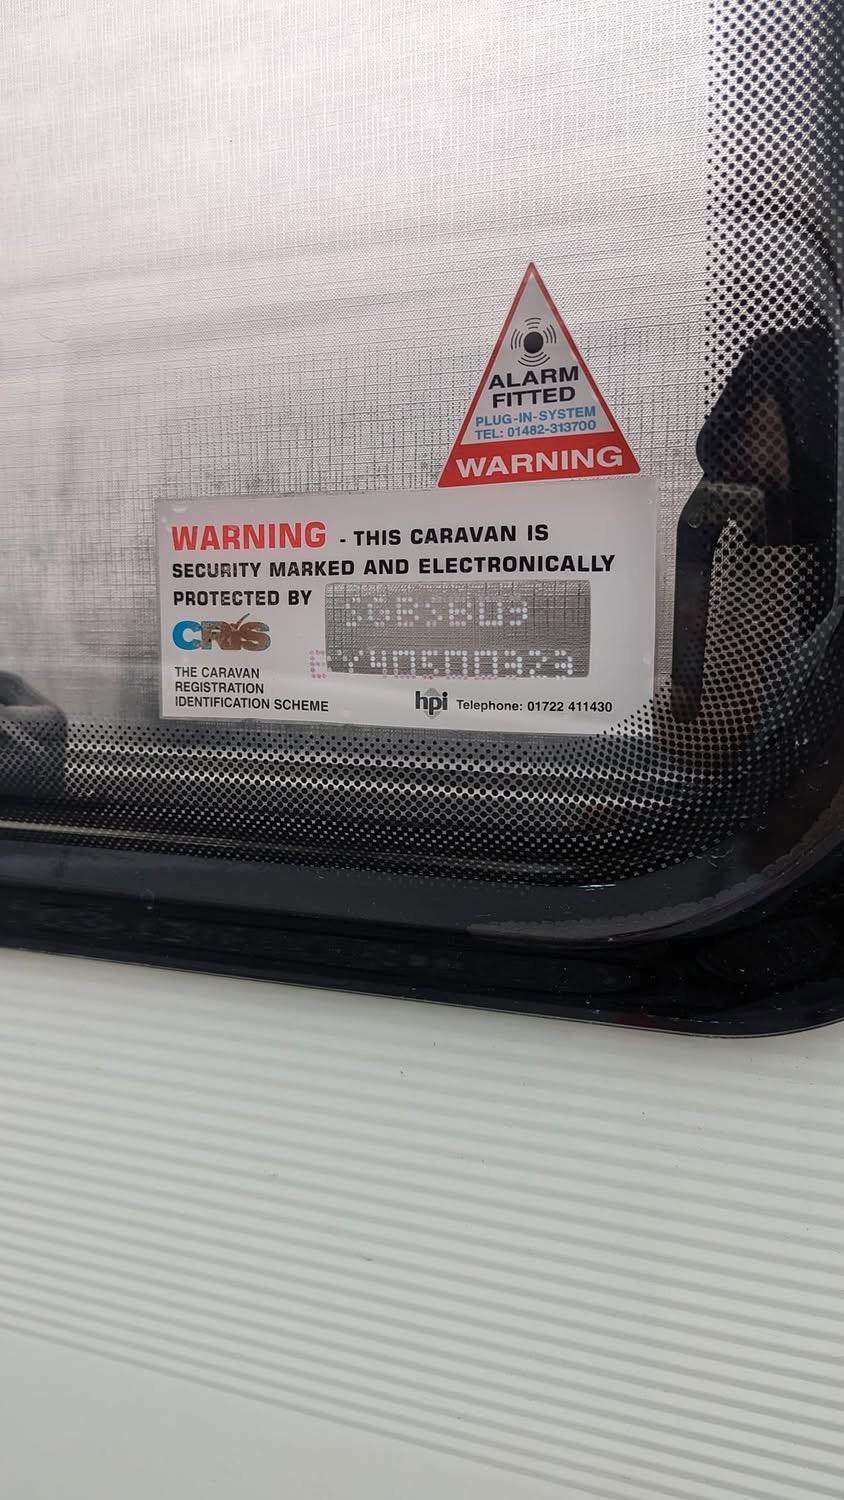 ALARM
FITTED
PLUG-IN-SYSTEM
TEL: 01482-313700
WARNING
WARNING - THIS CARAVAN IS
SECURITY MARKED AND ELECTRONICALLY
PROTECTED BY
CRiS
THE CARAVAN
REGISTRATION
IDENTIFICATION SCHEME
hpi Telephone: 01722 411430